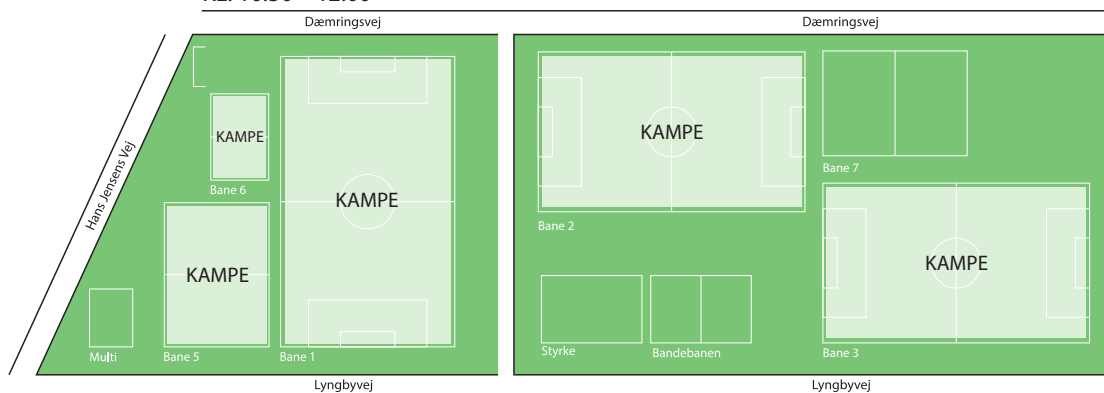 Dæmringsvej
Dæmringsvej
Hans Jensens Vej
KAMPE
Bane 6
KAMPE
KAMPE
Multi
Bane 5
Bane 1
KAMPE
Bane 7
Bane 2
KAMPE
Styrke
Bandebanen
Bane 3
Lyngbyvej
Lyngbyvej